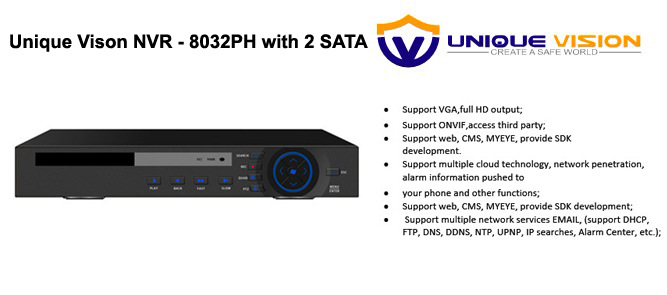 Unique Vison NVR - 8032PH with 2 SATA
UNIQUE VISION
CREATE A SAFE WORLD
• Support VGA,full HD output;
• Support ONVIF,access third party;
• Support web, CMS, MYEYE, provide SDK
development.
• Support multiple cloud technology, network penetration,
alarm information pushed to
• your phone and other functions;
• Support web, CMS, MYEYE, provide SDK development;
• Support multiple network services EMAIL, (support DHCP,
FTP, DNS, DDNS, NTP, UPNP, IP searches, Alarm Center, etc.);
PLAY BACK FAST SLOW
MENU
ENTER
ESC